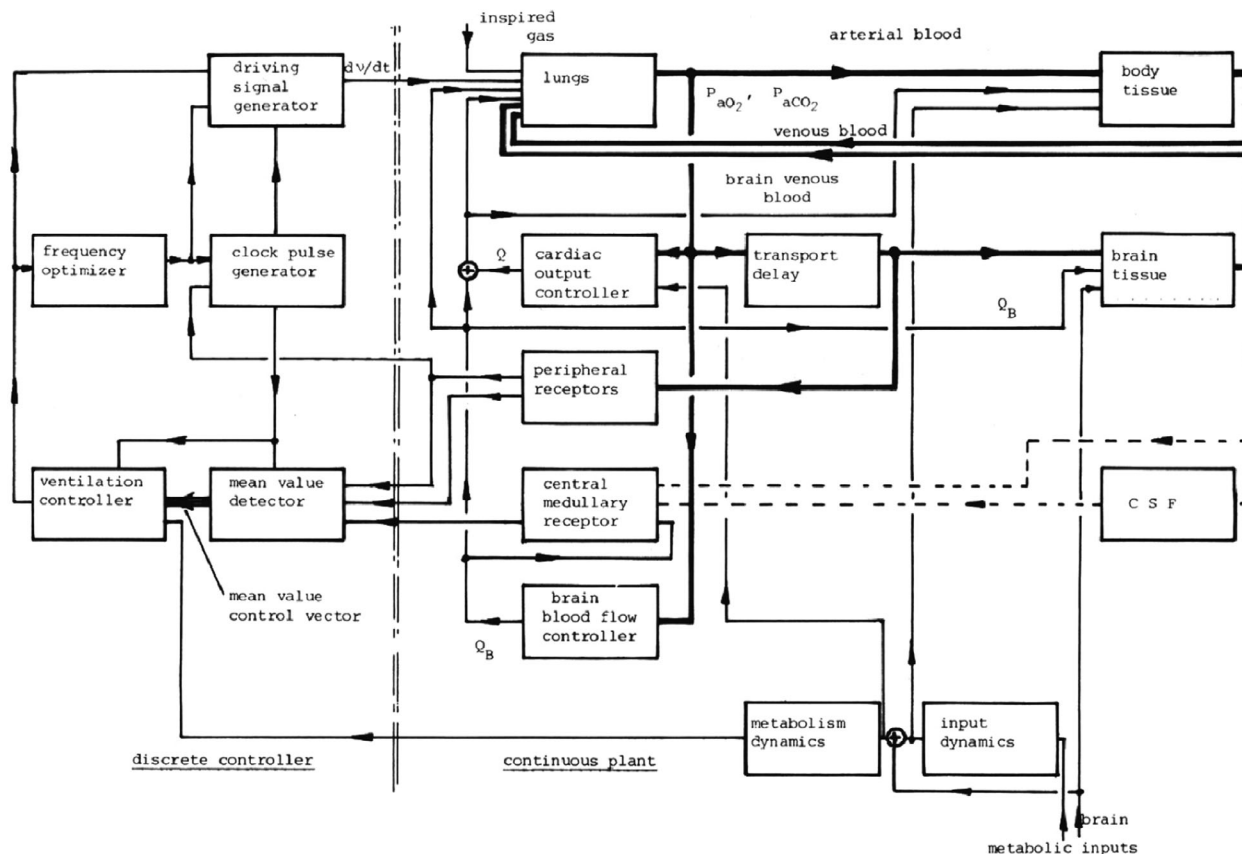 inspired
gas
arterial blood
driving
signal
generator
dν/dt
lungs
body
tissue
P aO2, P aCO2
venous blood
brain venous
blood
frequency
optimizer
clock pulse
generator
Q
cardiac
output
controller
transport
delay
brain
tissue
QB
peripheral
receptors
ventilation
controller
mean value
detector
central
medullary
receptor
C S F
mean value
control vector
brain
blood flow
controller
QB
metabolism
dynamics
input
dynamics
discrete controller
continuous plant
brain
metabolic inputs